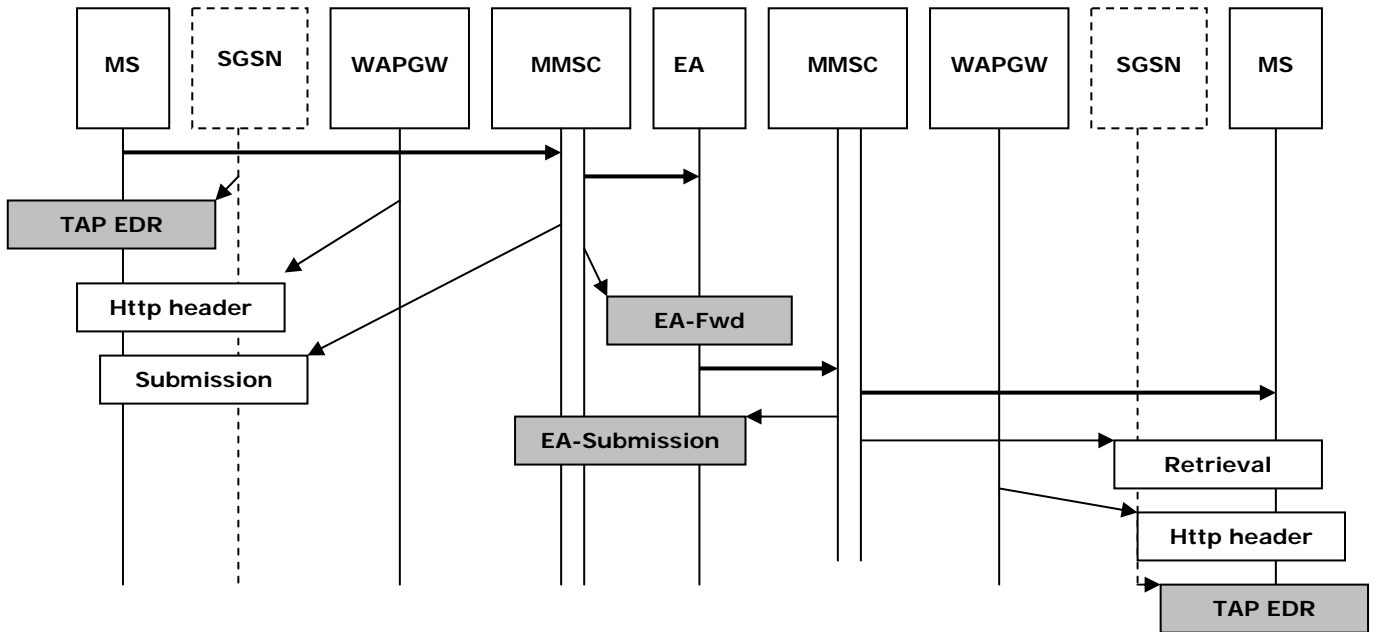 MS
SGSN
WAPGW
MMSC
EA
MMSC
WAPGW
SGSN
MS
TAP EDR
Http header
EA-Fwd
Submission
EA-Submission
Retrieval
Http header
TAP EDR